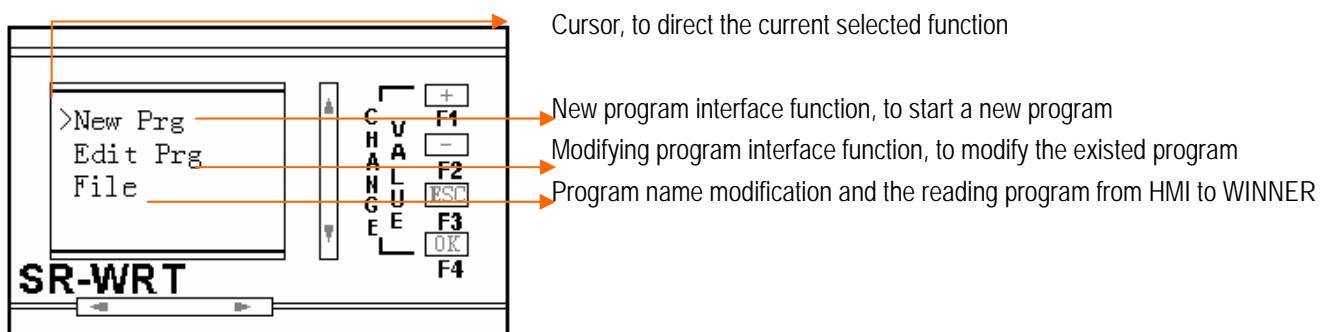 Cursor, to direct the current selected function
>New Prg
Edit Prg
File
CHANGE
VALUE
+
F1
-
F2
ESC
F3
OK
F4
New program interface function, to start a new program
Modifying program interface function, to modify the existed program
Program name modification and the reading program from HMI to WINNER
SR-WRT